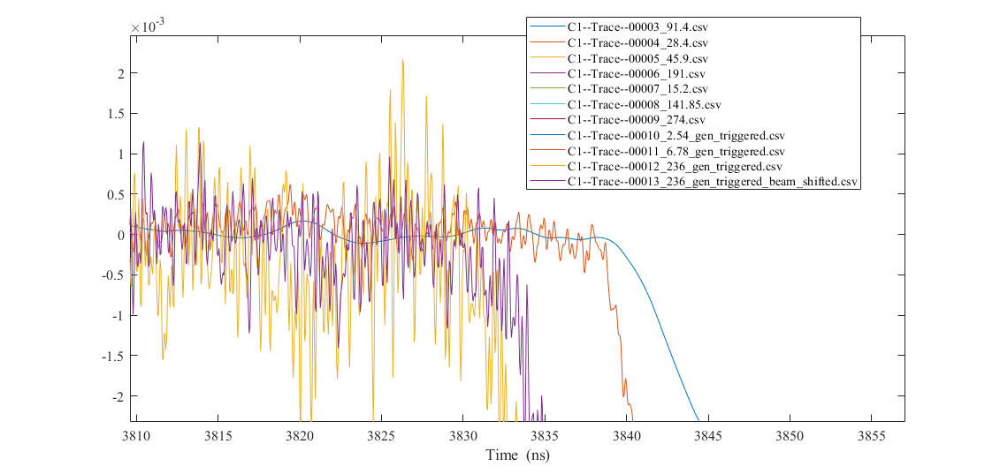 ×10-3
C1--Trace--00003_91.4.csv
C1--Trace--00004_28.4.csv
C1--Trace--00005_45.9.csv
C1--Trace--00006_191.csv
C1--Trace--00007_15.2.csv
C1--Trace--00008_141.85.csv
C1--Trace--00009_274.csv
C1--Trace--00010_2.54_gen_triggered.csv
C1--Trace--00011_6.78_gen_triggered.csv
C1--Trace--00012_236_gen_triggered.csv
C1--Trace--00013_236_gen_triggered_beam_shifted.csv
2
1.5
1
0.5
0
-0.5
-1
-1.5
-2
3810 3815 3820 3825 3830 3835 3840 3845 3850 3855
Time (ns)